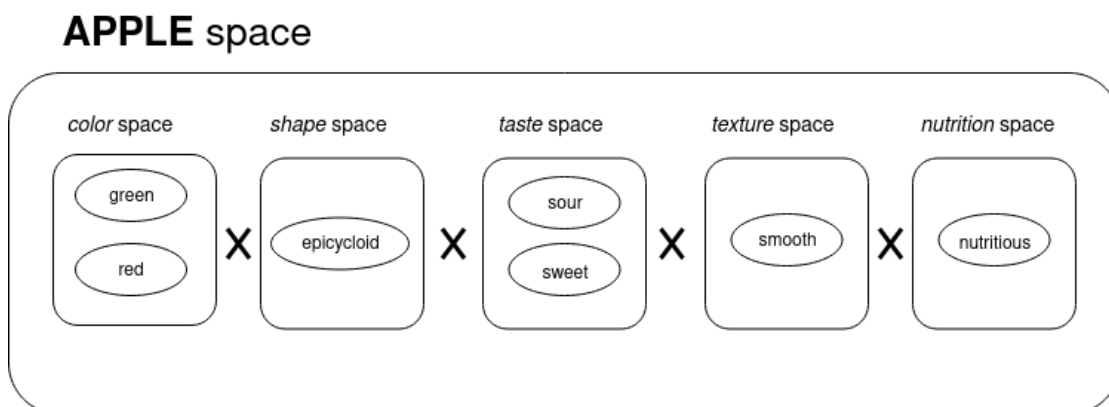 APPLE space
color space
shape space
taste space
texture space
nutrition space
green
red
X
epicycloid
X
sour
sweet
X
smooth
X
nutritious